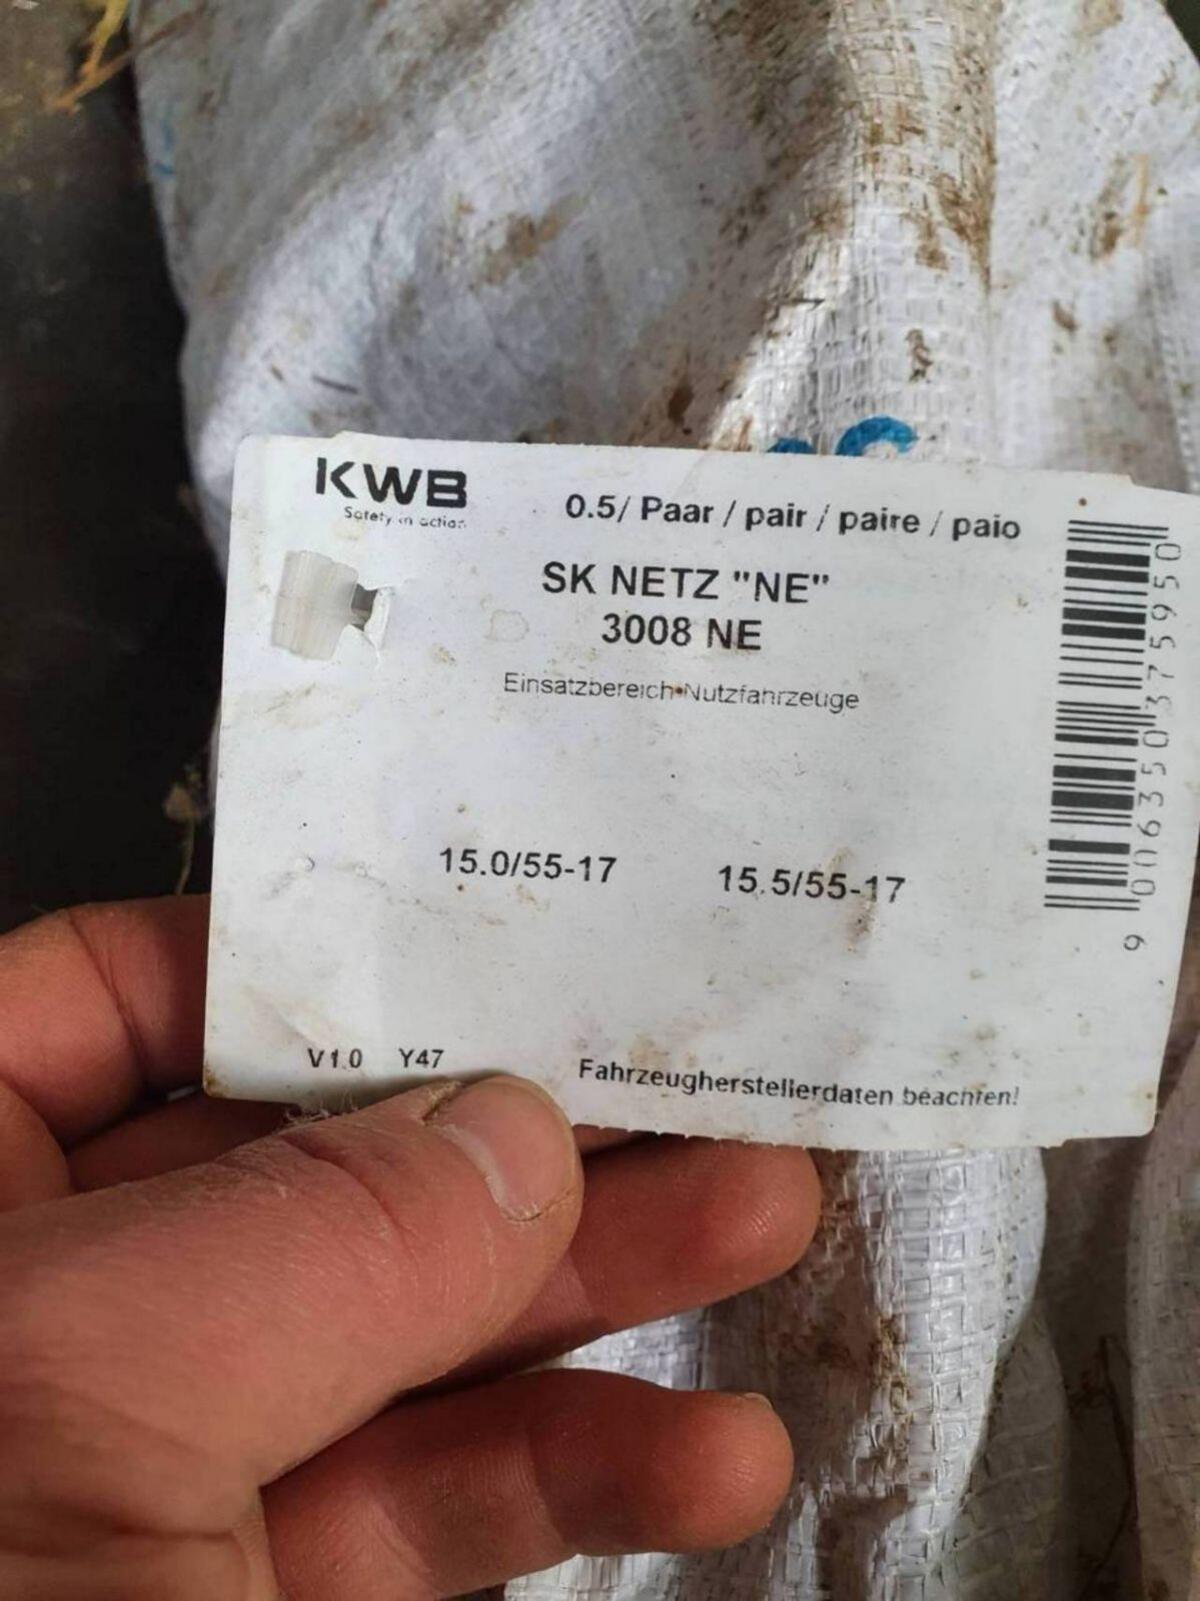 KWB
Safety in action
0.5/ Paar / pair / paire / paio
SK NETZ "NE"
3008 NE
Einsatzbereich•Nutzfahrzeuge
15.0/55-17 15.5/55-17
V1.0 Y47
Fahrzeugherstellerdaten beachten!
9 006350 375950